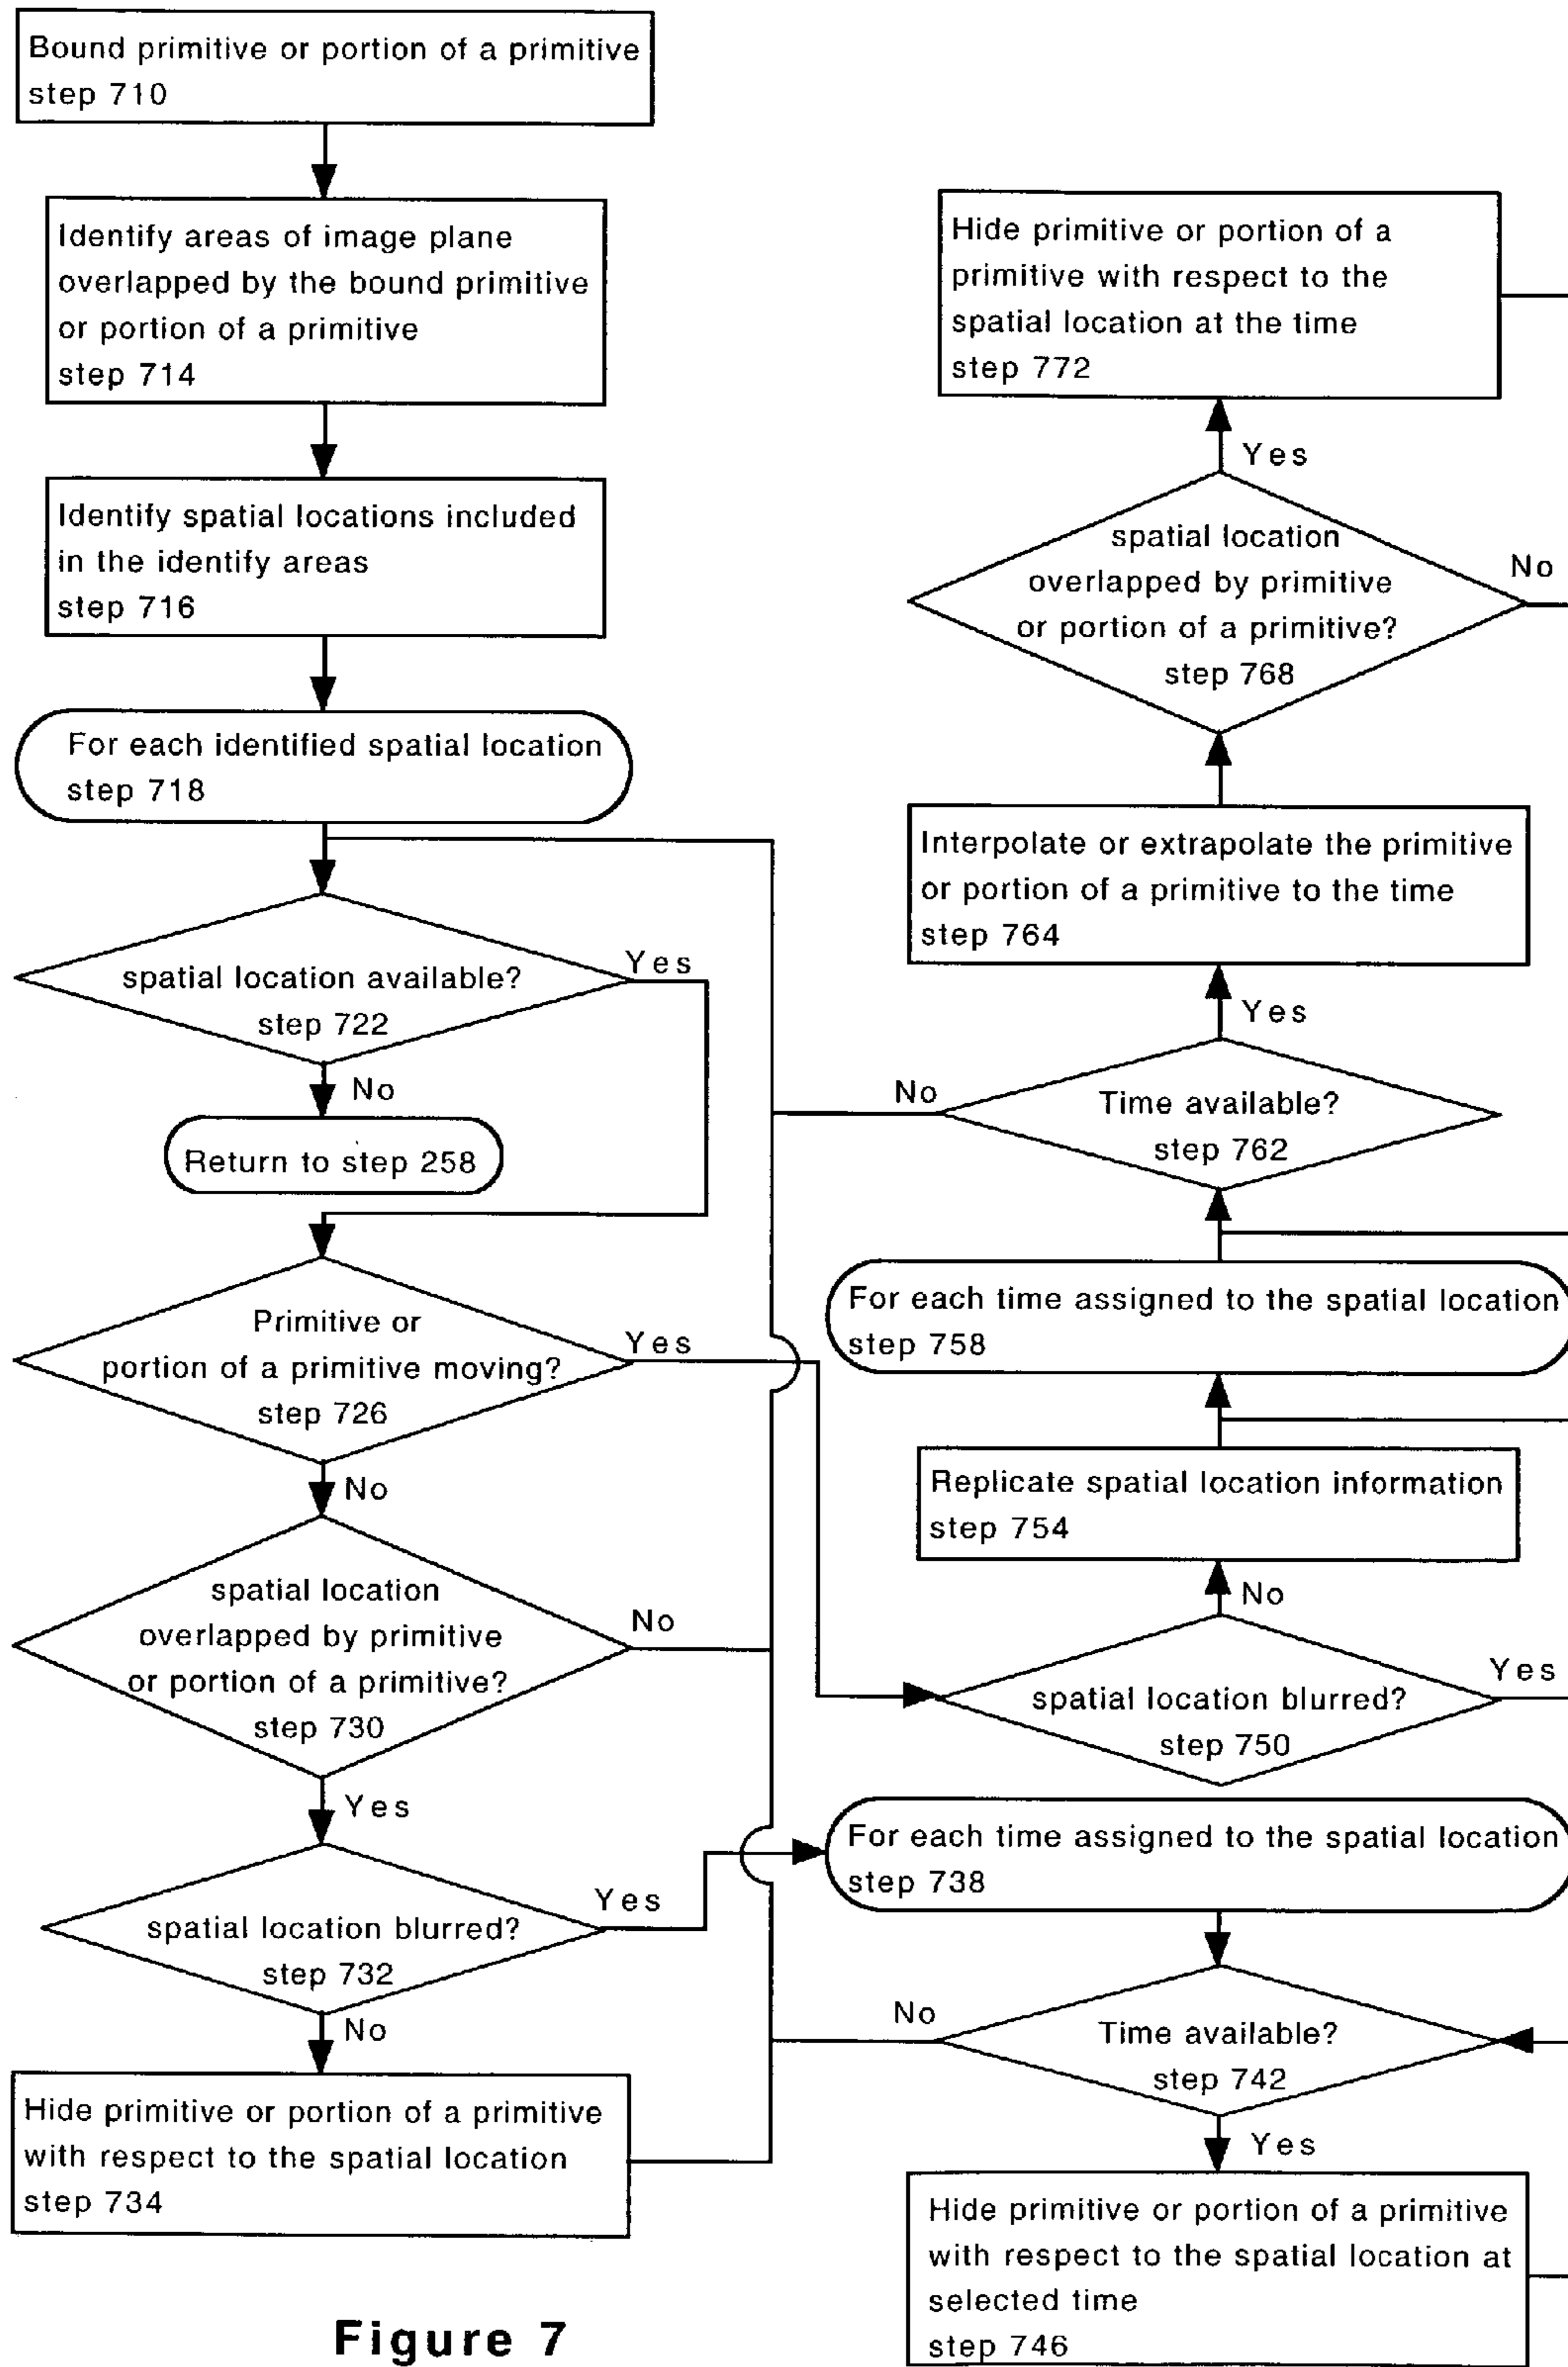 Bound primitive or portion of a primitive
step 710
Identify areas of image plane
overlapped by the bound primitive
or portion of a primitive
step 714
Identify spatial locations included
in the identify areas
step 716
For each identified spatial location
step 718
spatial location available?
step 722
Yes
No
Return to step 258
Primitive or
portion of a primitive moving?
step 726
Yes
No
spatial location
overlapped by primitive
or portion of a primitive?
step 730
No
Yes
spatial location blurred?
step 732
Yes
No
Hide primitive or portion of a primitive
with respect to the spatial location
step 734
Hide primitive or portion of a
primitive with respect to the
spatial location at the time
step 772
Yes
spatial location
overlapped by primitive
or portion of a primitive?
step 768
No
Interpolate or extrapolate the primitive
or portion of a primitive to the time
step 764
Yes
No
Time available?
step 762
For each time assigned to the spatial location
step 758
Replicate spatial location information
step 754
No
spatial location blurred?
step 750
Yes
For each time assigned to the spatial location
step 738
No
Time available?
step 742
Yes
Hide primitive or portion of a primitive
with respect to the spatial location at
selected time
step 746
Figure 7